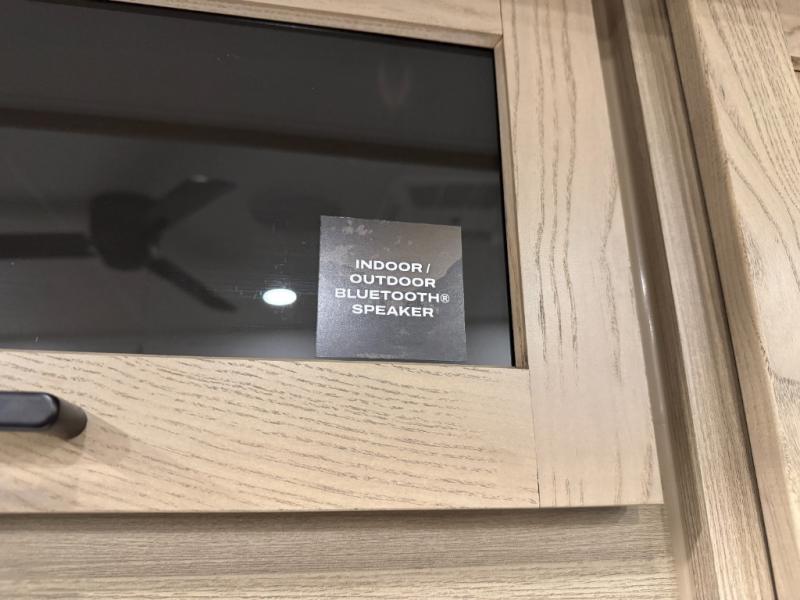 INDOOR /
OUTDOOR
BLUETOOTH®
SPEAKER